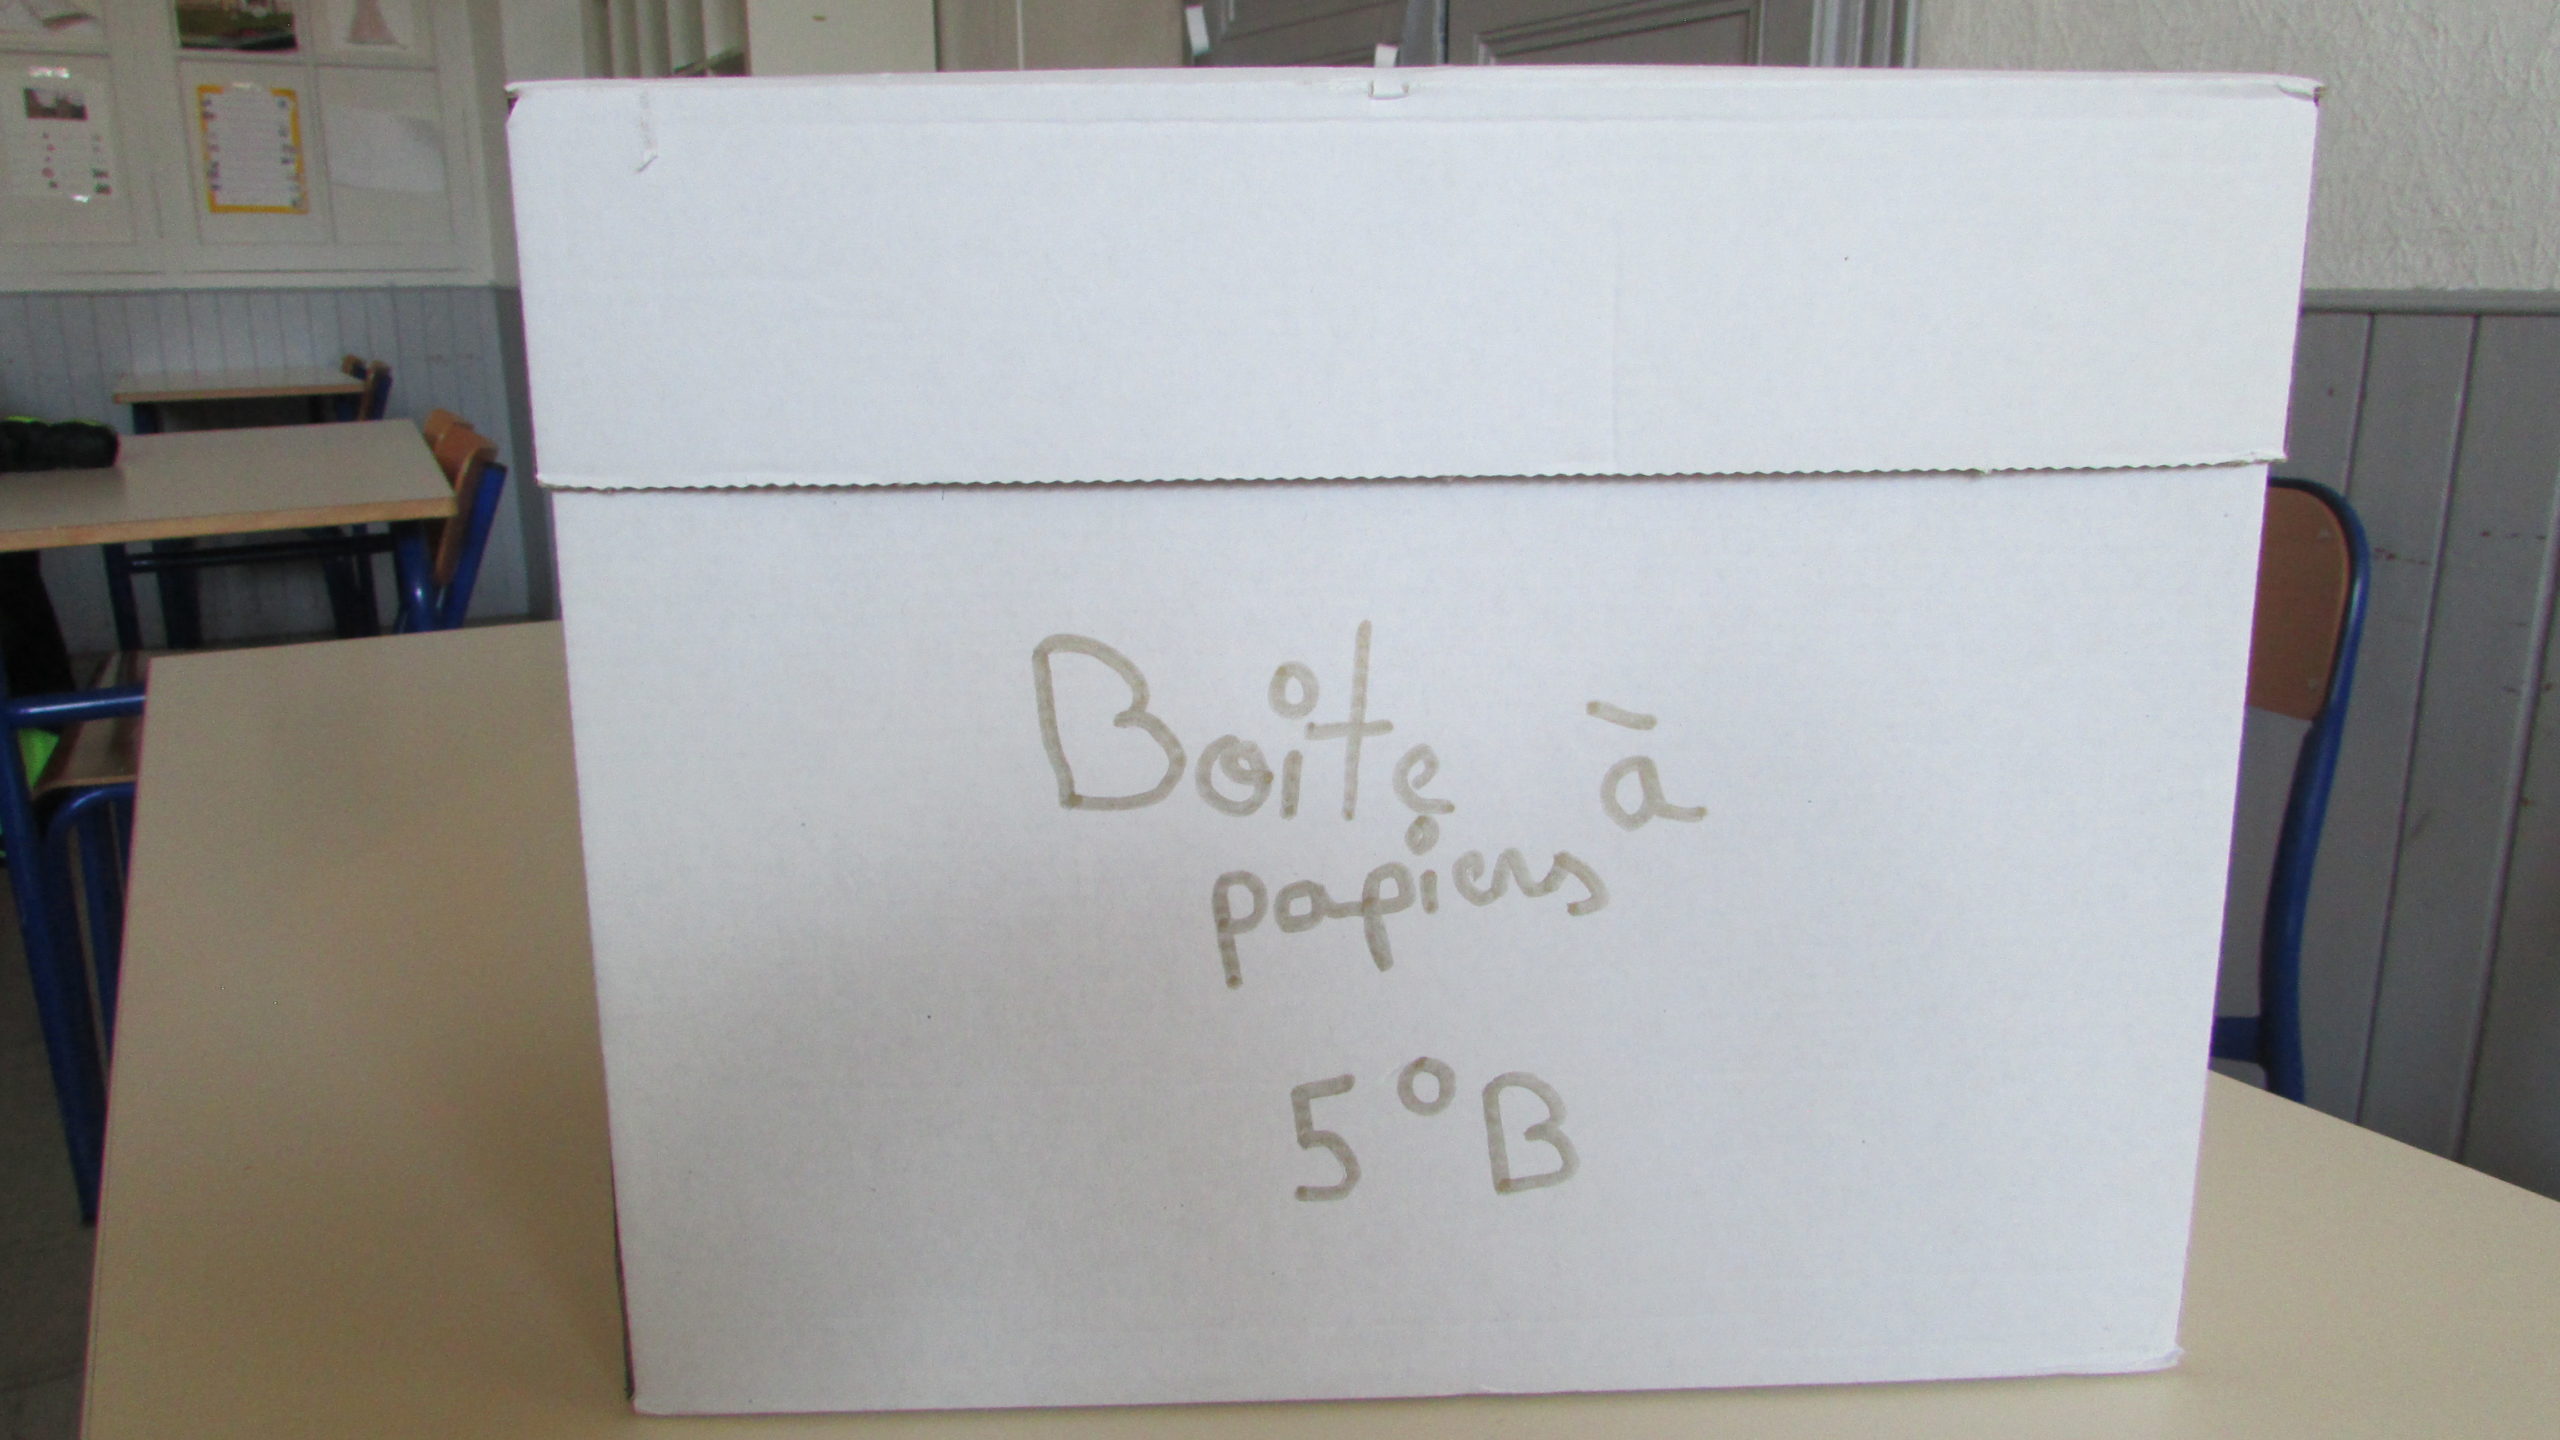 Boite à
papiers
5°B